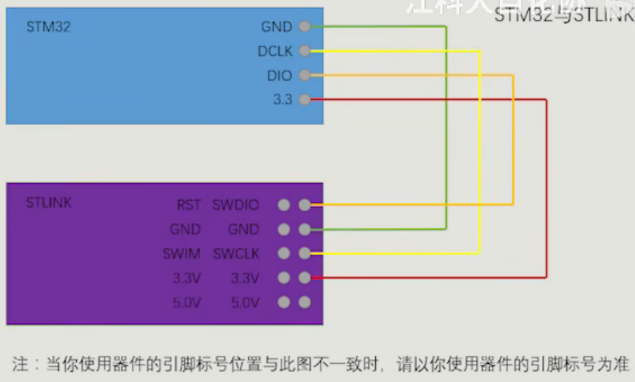 STM32与STLINK
STM32
GND
DCLK
DIO
3.3
STLINK
RST SWDIO
GND GND
SWIM SWCLK
3.3V 3.3V
5.0V 5.0V
注：当你使用器件的引脚标号位置与此图不一致时，请以你使用器件的引脚标号为准